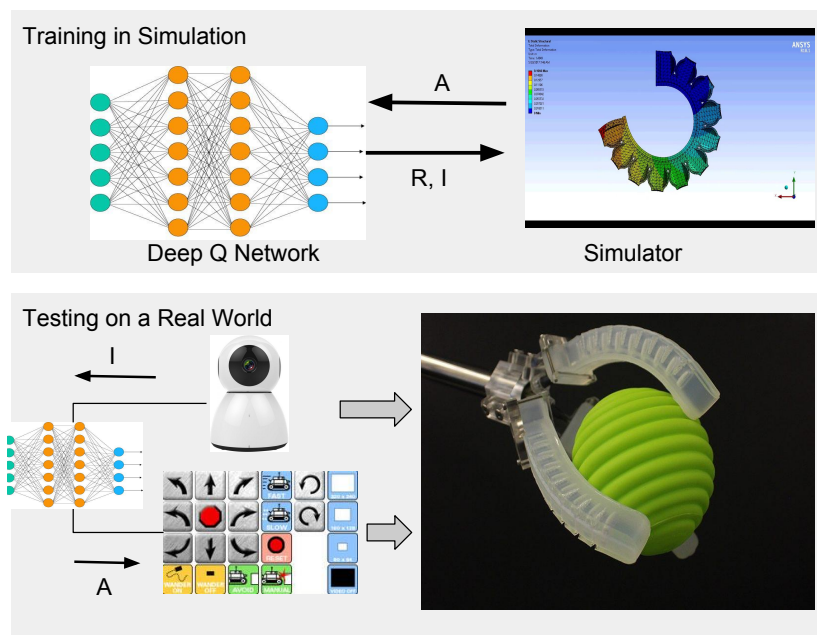 Training in Simulation
A
R, I
Deep Q Network
Simulator
ANSYS
Testing on a Real World
I
A
FAST
SLOW
RESET
WANDER ON
WANDER OFF
AVOID
MANUAL
VIDEO OFF